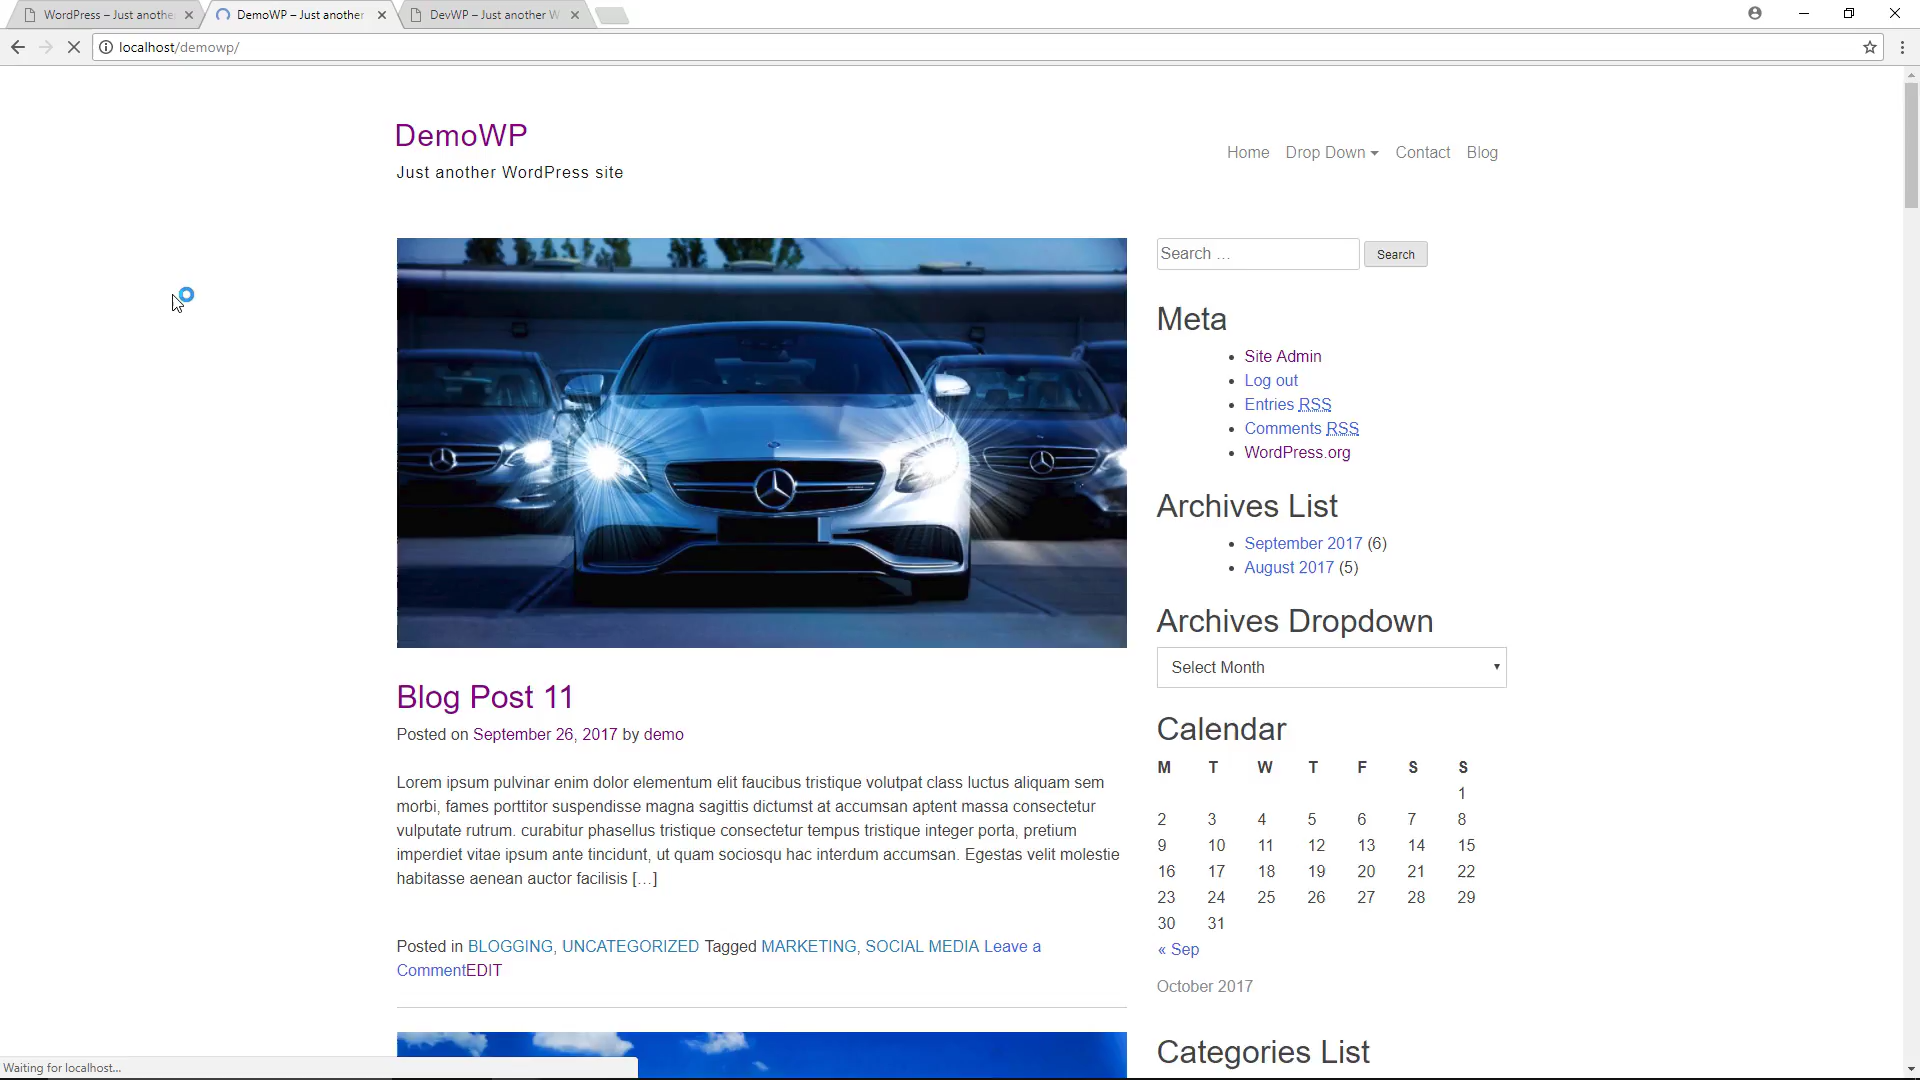 WordPress – Just anothe
DemoWP – Just another
DevWP – Just another W
localhost/demowp/
DemoWP
Just another WordPress site
Home Drop Down Contact Blog
Search …
Search
Meta
Site Admin
Log out
Entries RSS
Comments RSS
WordPress.org
Archives List
September 2017 (6)
August 2017 (5)
Archives Dropdown
Select Month
Calendar
M T W T F S S
1
2 3 4 5 6 7 8
9 10 11 12 13 14 15
16 17 18 19 20 21 22
23 24 25 26 27 28 29
30 31
« Sep
October 2017
Categories List
Blog Post 11
Posted on September 26, 2017 by demo
Lorem ipsum pulvinar enim dolor elementum elit faucibus tristique volutpat class luctus aliquam sem
morbi, fames porttitor suspendisse magna sagittis dictumst at accumsan aptent massa consectetur
vulputate rutrum. curabitur phasellus tristique consectetur tempus tristique integer porta, pretium
imperdiet vitae ipsum ante tincidunt, ut quam sociosqu hac interdum accumsan. Egestas velit molestie
habitasse aenean auctor facilisis […]
Posted in BLOGGING, UNCATEGORIZED Tagged MARKETING, SOCIAL MEDIA Leave a
CommentEDIT
Waiting for localhost...